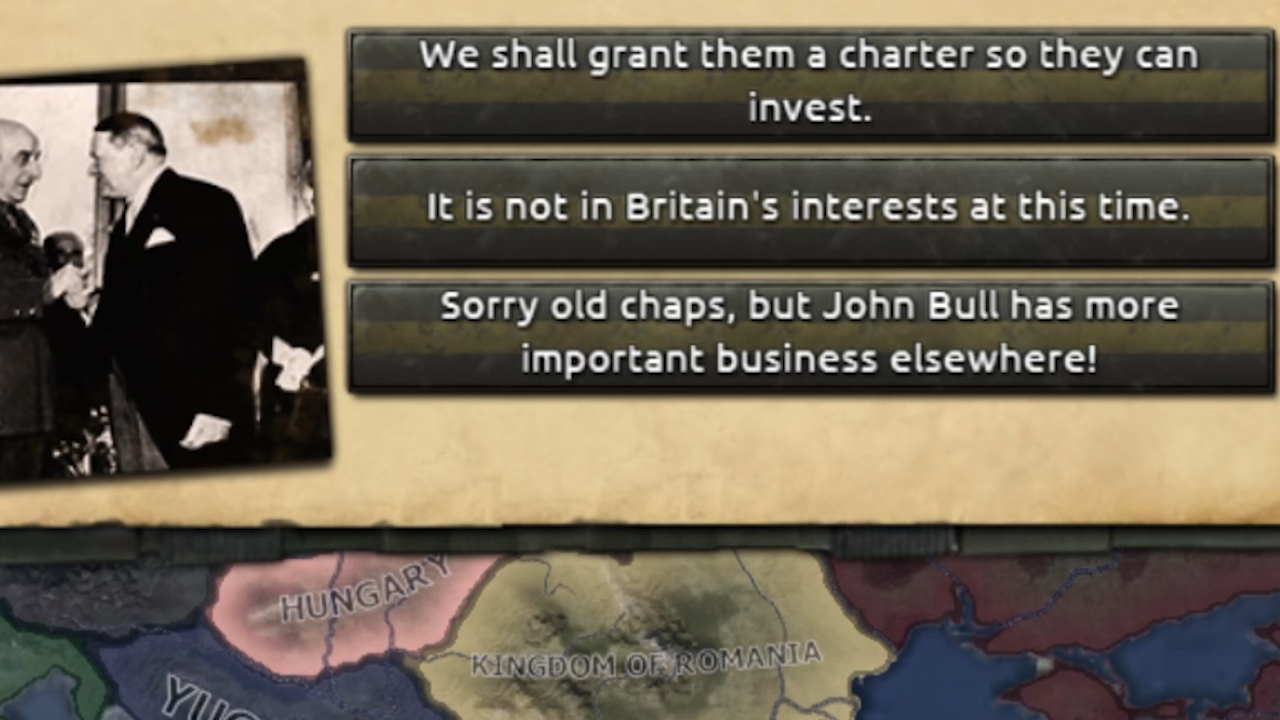 We shall grant them a charter so they can
invest.
It is not in Britain's interests at this time.
Sorry old chaps, but John Bull has more
important business elsewhere!
HUNGARY
KINGDOM OF ROMANIA